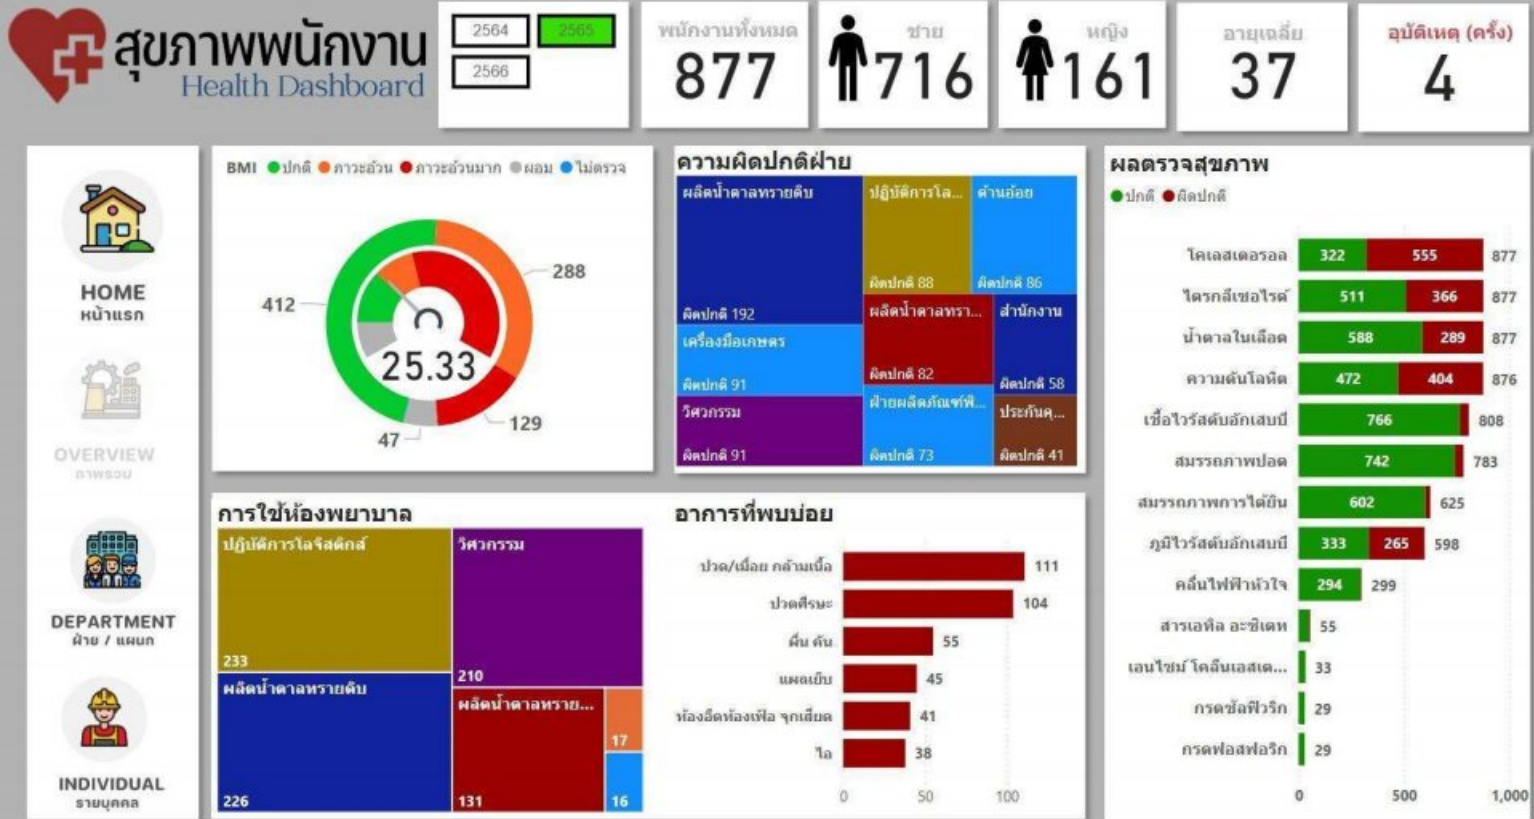 สุขภาพพนักงาน
Health Dashboard
2564
2565
2566
พนักงานทั้งหมด
877
ชาย
716
หญิง
161
อายุเฉลี่ย
37
อุบัติเหตุ (ครั้ง)
4
HOME
หน้าแรก
OVERVIEW
ภาพรวม
DEPARTMENT
ฝ่าย / แผนก
INDIVIDUAL
รายบุคคล
BMI ปกติ ภาวะอ้วน ภาวะอ้วนมาก ผอม ไม่ตรวจ
288
412
25.33
129
47
ความผิดปกติฝ่าย
ผลิตน้ำตาลทรายดิบ
ผิดปกติ 192
เครื่องมือเกษตร
ผิดปกติ 91
วิศวกรรม
ผิดปกติ 91
ปฏิบัติการโล...
ผิดปกติ 88
ด้านอ้อย
ผิดปกติ 86
ผลิตน้ำตาลทรา...
ผิดปกติ 82
สำนักงาน
ผิดปกติ 58
ฝ่ายผลิตภัณฑ์พิ...
ผิดปกติ 73
ประกันคุ...
ผิดปกติ 41
การใช้ห้องพยาบาล
ปฏิบัติการโลจิสติกส์
233
วิศวกรรม
210
ผลิตน้ำตาลทรายดิบ
226
ผลิตน้ำตาลทราย...
131
17
16
อาการที่พบบ่อย
ปวด/เมื่อย กล้ามเนื้อ 111
ปวดศีรษะ 104
ผื่น คัน 55
แผลเย็บ 45
ท้องอืดท้องเฟ้อ จุกเสียด 41
ไอ 38
0 50 100
ผลตรวจสุขภาพ
ปกติ ผิดปกติ
โคเลสเตอรอล 322 555 877
ไตรกลีเซอไรด์ 511 366 877
น้ำตาลในเลือด 588 289 877
ความดันโลหิต 472 404 876
เชื้อไวรัสตับอักเสบบี 766 808
สมรรถภาพปอด 742 783
สมรรถภาพการได้ยิน 602 625
ภูมิไวรัสตับอักเสบบี 333 265 598
คลื่นไฟฟ้าหัวใจ 294 299
สารเอทิล อะซิเตท 55
เอนไซม์ โคลีนเอสเต... 33
กรดซัลฟิวริก 29
กรดฟอสฟอริก 29
0 500 1,000